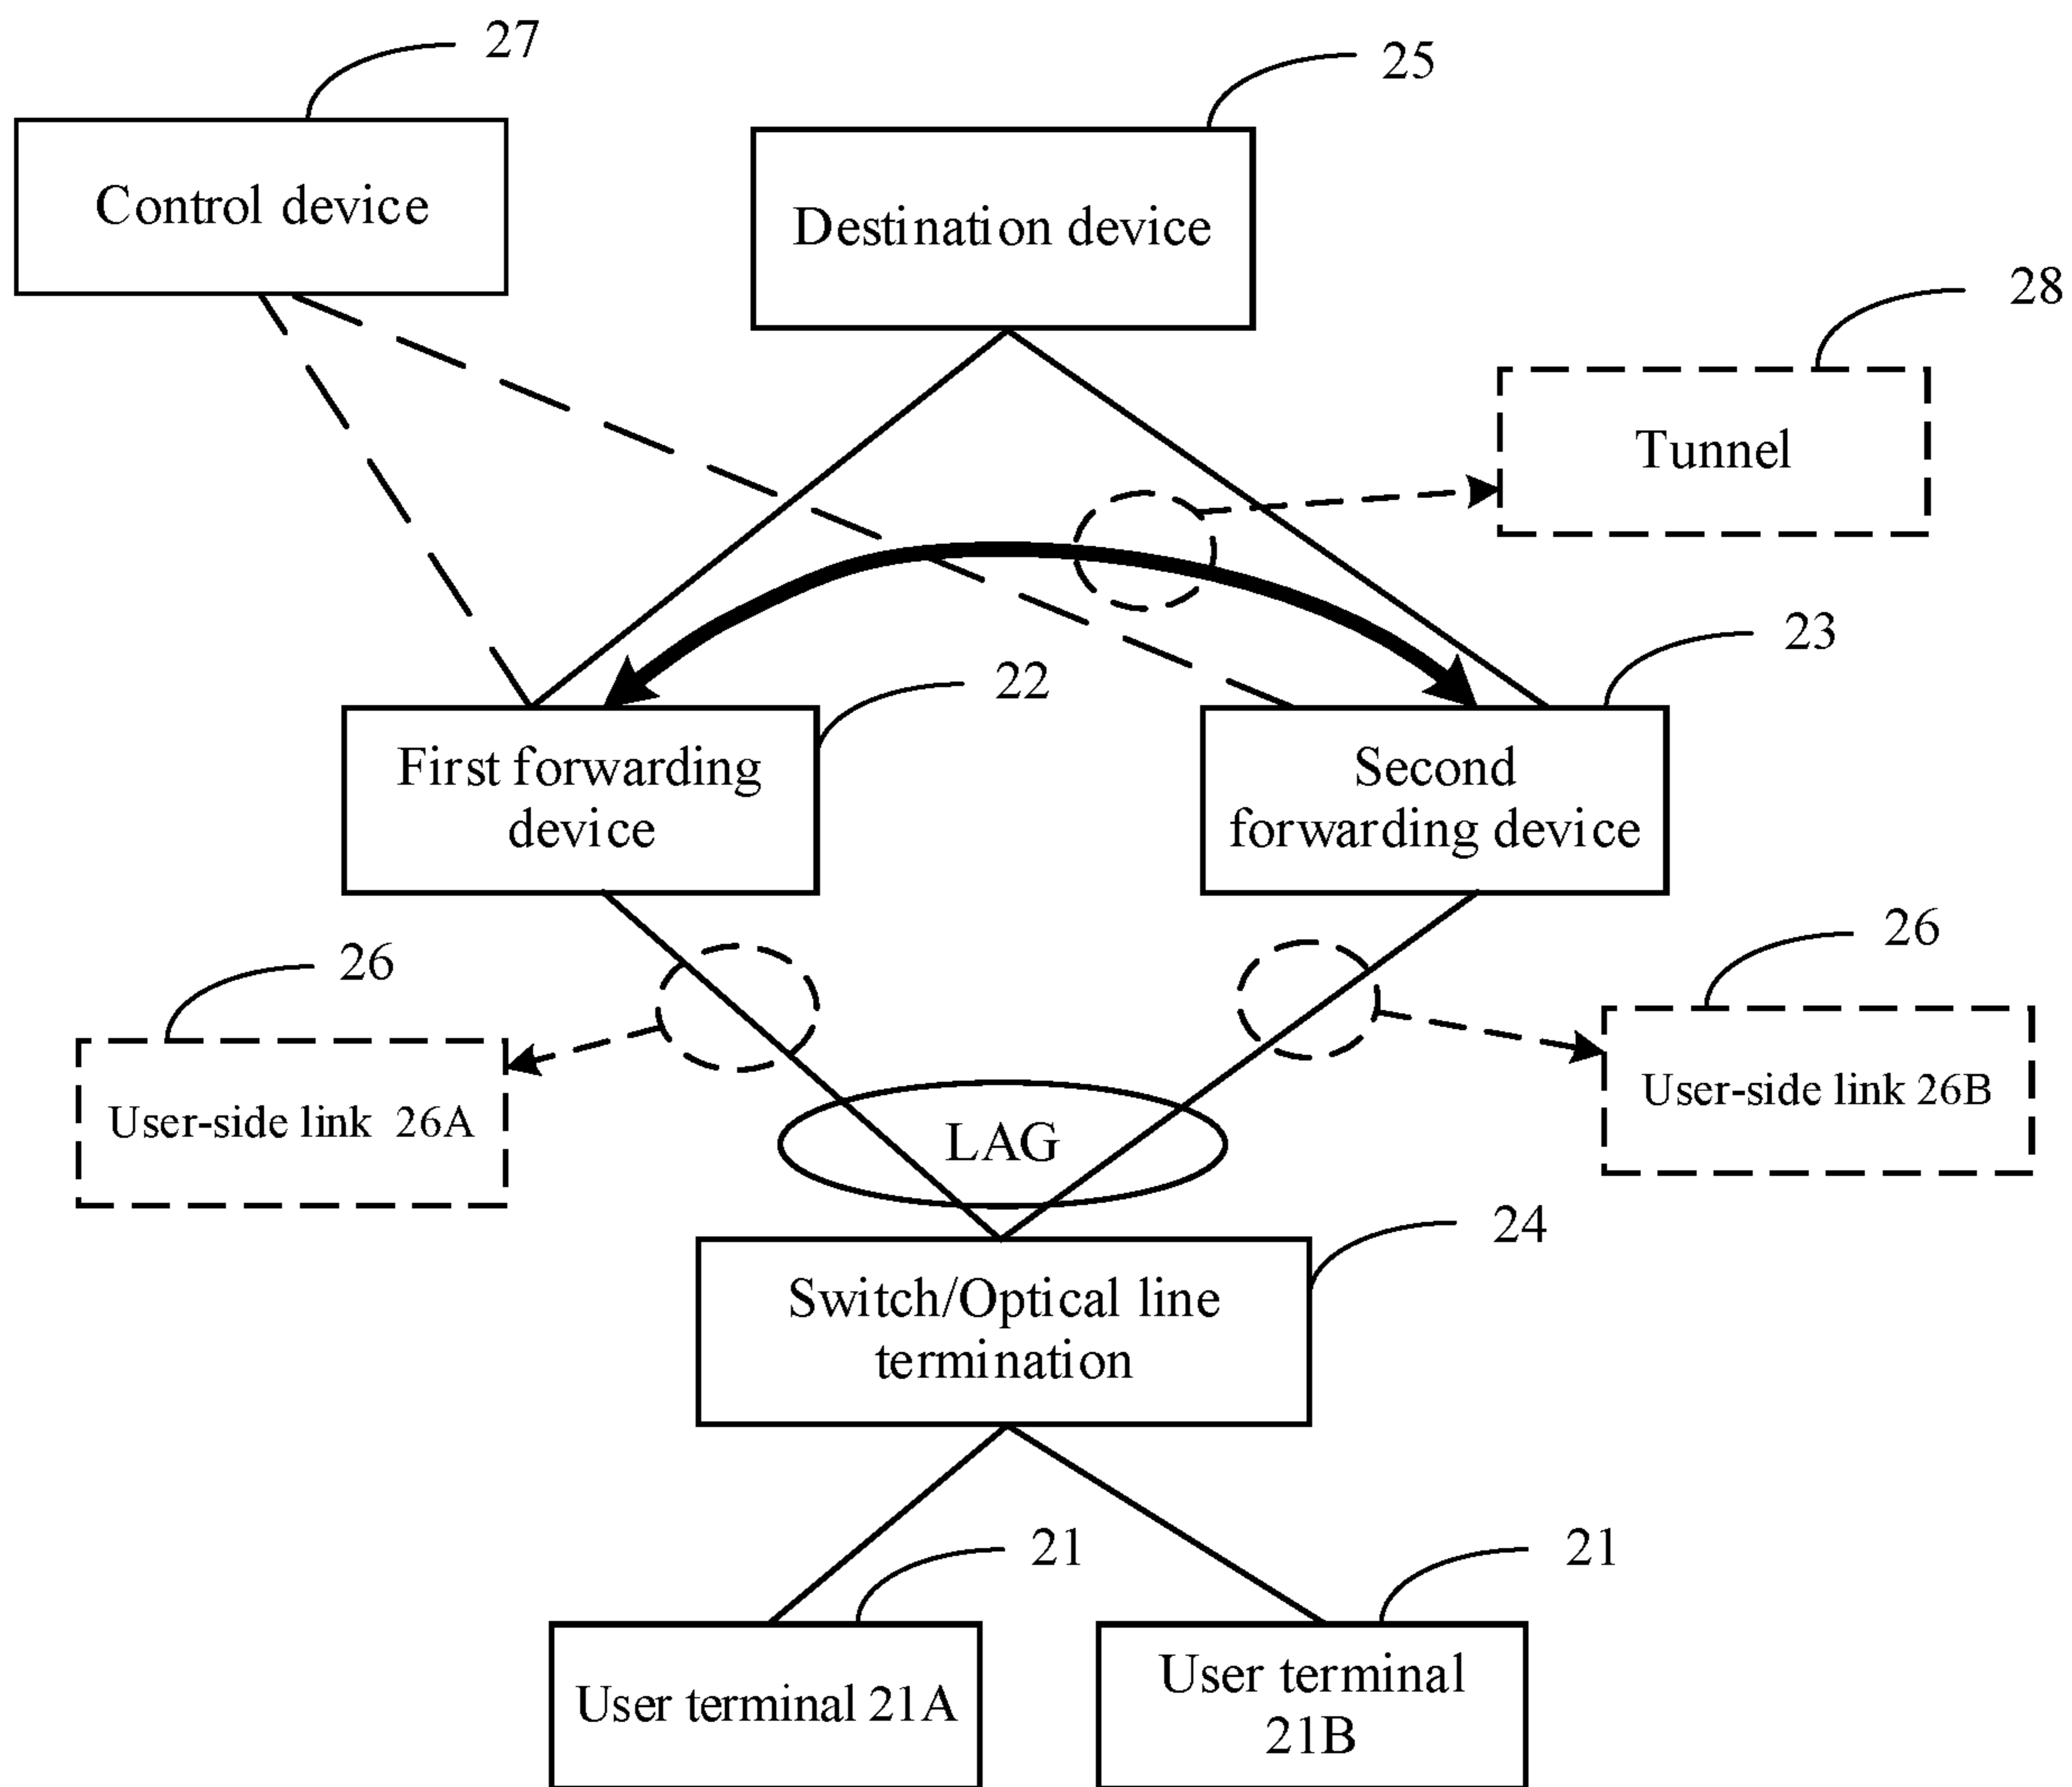 27
25
Control device
Destination device
28
Tunnel
23
22
First forwarding
device
Second
forwarding device
26
26
User-side link 26A
User-side link 26B
LAG
24
Switch/Optical line
termination
21
21
User terminal 21A
User terminal
21B